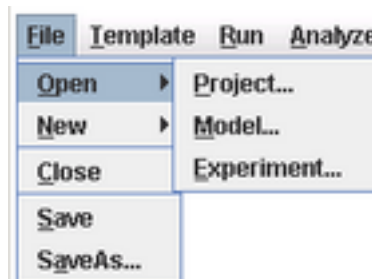 File Template Run Analyze
Open Project...
New Model...
Close Experiment...
Save
SaveAs...